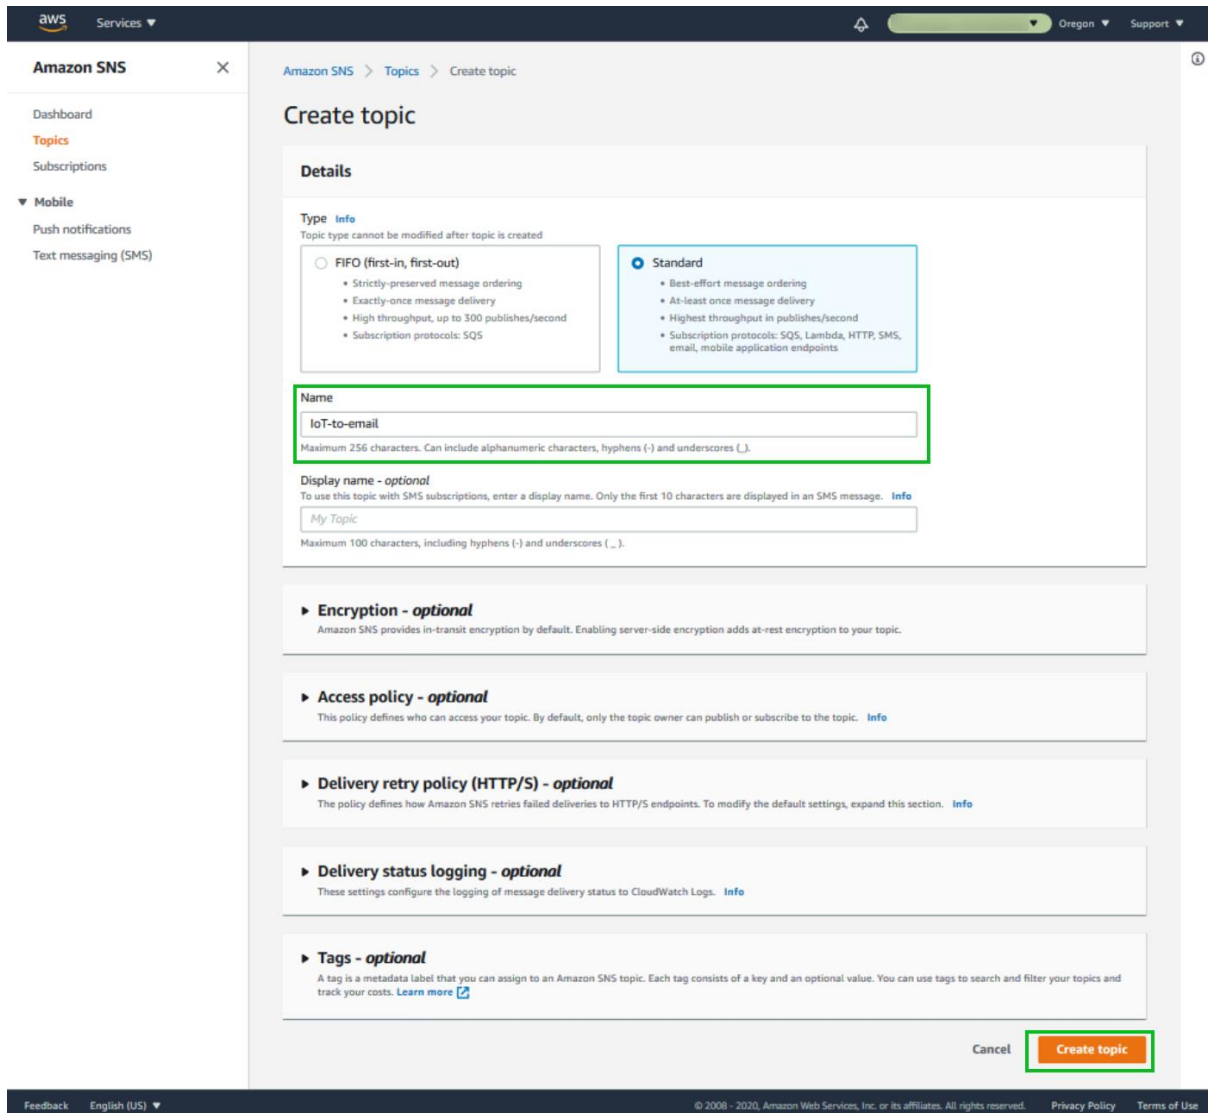 aws
Services ▼
Oregon ▼
Support ▼
Amazon SNS
Dashboard
Topics
Subscriptions
▼ Mobile
Push notifications
Text messaging (SMS)
Amazon SNS > Topics > Create topic
Create topic
Details
Type Info
Topic type cannot be modified after topic is created
FIFO (first-in, first-out)
• Strictly-preserved message ordering
• Exactly-once message delivery
• High throughput, up to 300 publishes/second
• Subscription protocols: SQS
Standard
• Best-effort message ordering
• At-least once message delivery
• Highest throughput in publishes/second
• Subscription protocols: SQS, Lambda, HTTP, SMS,
email, mobile application endpoints
Name
IoT-to-email
Maximum 256 characters. Can include alphanumeric characters, hyphens (-) and underscores (_).
Display name - optional
To use this topic with SMS subscriptions, enter a display name. Only the first 10 characters are displayed in an SMS message. Info
My Topic
Maximum 100 characters, including hyphens (-) and underscores ( _ ).
Encryption - optional
Amazon SNS provides in-transit encryption by default. Enabling server-side encryption adds at-rest encryption to your topic.
Access policy - optional
This policy defines who can access your topic. By default, only the topic owner can publish or subscribe to the topic. Info
Delivery retry policy (HTTP/S) - optional
The policy defines how Amazon SNS retries failed deliveries to HTTP/S endpoints. To modify the default settings, expand this section. Info
Delivery status logging - optional
These settings configure the logging of message delivery status to CloudWatch Logs. Info
Tags - optional
A tag is a metadata label that you can assign to an Amazon SNS topic. Each tag consists of a key and an optional value. You can use tags to search and filter your topics and
track your costs. Learn more
Cancel
Create topic
Feedback
English (US) ▼
© 2008 - 2020, Amazon Web Services, Inc. or its affiliates. All rights reserved.
Privacy Policy
Terms of Use